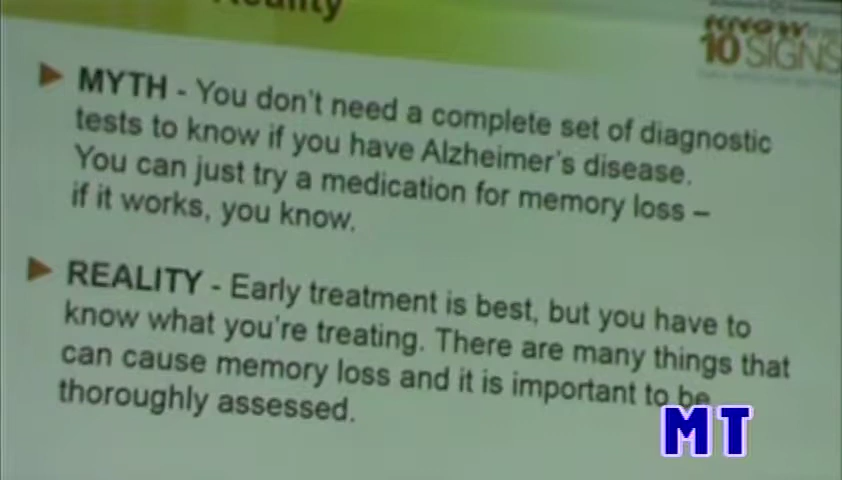 Reality
KNOW the
10 SIGNS
MYTH - You don't need a complete set of diagnostic
tests to know if you have Alzheimer's disease.
You can just try a medication for memory loss –
if it works, you know.
REALITY - Early treatment is best, but you have to
know what you're treating. There are many things that
can cause memory loss and it is important to be
thoroughly assessed.
MT